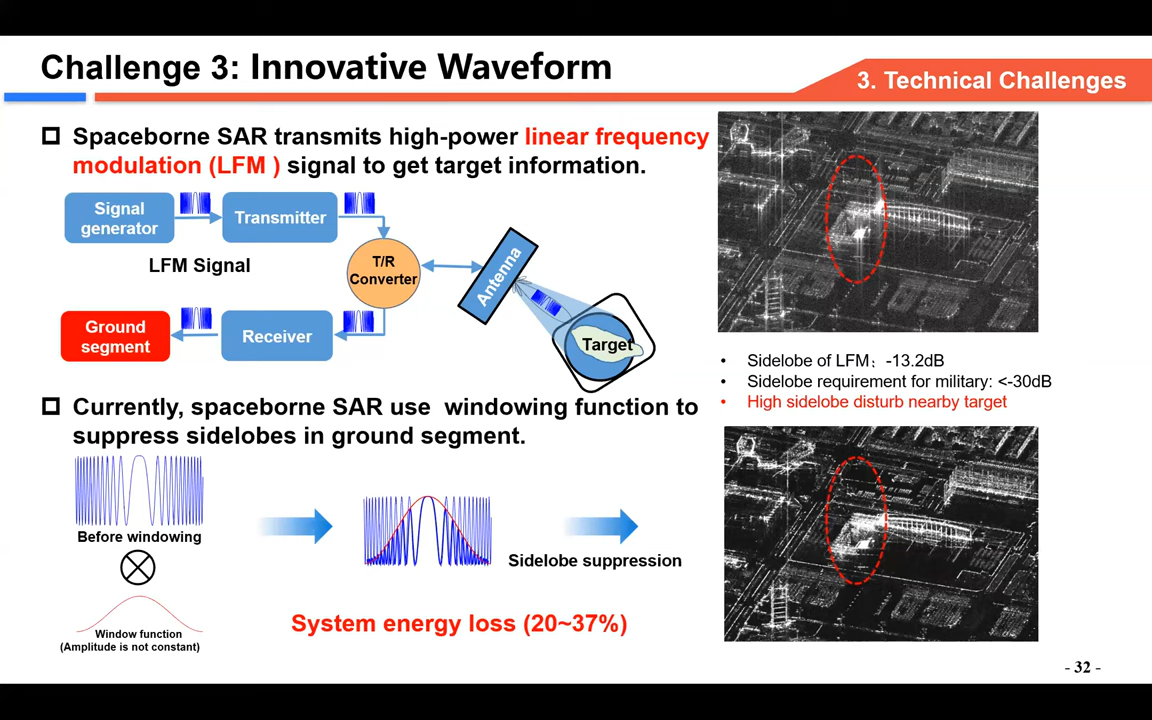 Challenge 3: Innovative Waveform
3. Technical Challenges
Spaceborne SAR transmits high-power linear frequency
modulation (LFM ) signal to get target information.
Signal
generator
Transmitter
LFM Signal
T/R
Converter
Antenna
Target
Ground
segment
Receiver
• Sidelobe of LFM：-13.2dB
• Sidelobe requirement for military: <-30dB
• High sidelobe disturb nearby target
Currently, spaceborne SAR use windowing function to
suppress sidelobes in ground segment.
Before windowing
Sidelobe suppression
Window function
(Amplitude is not constant)
System energy loss (20~37%)
- 32 -